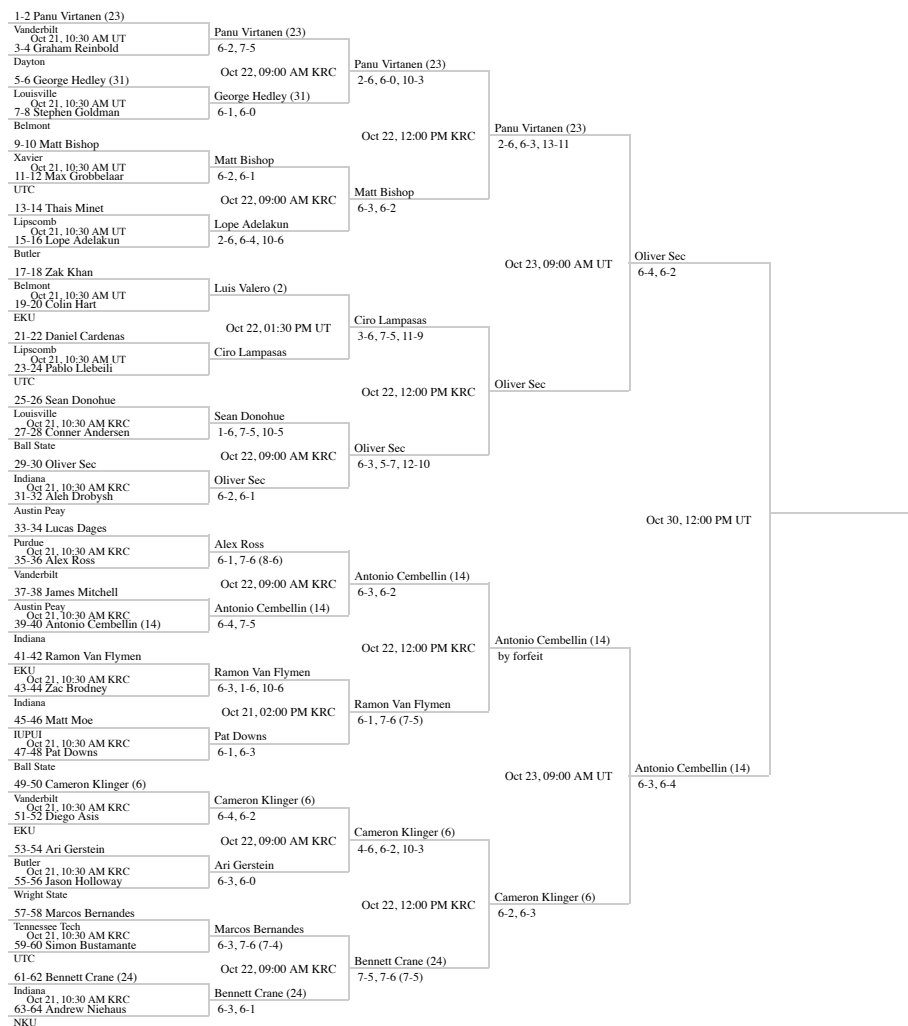 1-2 Panu Virtanen (23)
Vanderbilt
Oct 21, 10:30 AM UT
3-4 Graham Reinbold
Dayton
5-6 George Hedley (31)
Louisville
Oct 21, 10:30 AM UT
7-8 Stephen Goldman
Belmont
9-10 Matt Bishop
Xavier
Oct 21, 10:30 AM UT
11-12 Max Grobbelaar
UTC
13-14 Thais Minet
Lipscomb
Oct 21, 10:30 AM UT
15-16 Lope Adelakun
Butler
17-18 Zak Khan
Belmont
Oct 21, 10:30 AM UT
19-20 Colin Hart
EKU
21-22 Daniel Cardenas
Lipscomb
Oct 21, 10:30 AM UT
23-24 Pablo Llebeili
UTC
25-26 Sean Donohue
Louisville
Oct 21, 10:30 AM KRC
27-28 Conner Andersen
Ball State
29-30 Oliver Sec
Indiana
Oct 21, 10:30 AM KRC
31-32 Aleh Drobysh
Austin Peay
33-34 Lucas Dages
Purdue
Oct 21, 10:30 AM KRC
35-36 Alex Ross
Vanderbilt
37-38 James Mitchell
Austin Peay
Oct 21, 10:30 AM KRC
39-40 Antonio Cembellin (14)
Indiana
41-42 Ramon Van Flymen
EKU
Oct 21, 10:30 AM KRC
43-44 Zac Brodney
Indiana
45-46 Matt Moe
IUPUI
Oct 21, 10:30 AM KRC
47-48 Pat Downs
Ball State
49-50 Cameron Klinger (6)
Vanderbilt
Oct 21, 10:30 AM KRC
51-52 Diego Asis
EKU
53-54 Ari Gerstein
Butler
Oct 21, 10:30 AM KRC
55-56 Jason Holloway
Wright State
57-58 Marcos Bernandes
Tennessee Tech
Oct 21, 10:30 AM KRC
59-60 Simon Bustamante
UTC
61-62 Bennett Crane (24)
Indiana
Oct 21, 10:30 AM KRC
63-64 Andrew Niehaus
NKU
Panu Virtanen (23)
6-2, 7-5
Oct 22, 09:00 AM KRC
George Hedley (31)
6-1, 6-0
Matt Bishop
6-2, 6-1
Oct 22, 09:00 AM KRC
Lope Adelakun
2-6, 6-4, 10-6
Luis Valero (2)
Oct 22, 01:30 PM UT
Ciro Lampasas
Sean Donohue
1-6, 7-5, 10-5
Oct 22, 09:00 AM KRC
Oliver Sec
6-2, 6-1
Alex Ross
6-1, 7-6 (8-6)
Oct 22, 09:00 AM KRC
Antonio Cembellin (14)
6-4, 7-5
Ramon Van Flymen
6-3, 1-6, 10-6
Oct 21, 02:00 PM KRC
Pat Downs
6-1, 6-3
Cameron Klinger (6)
6-4, 6-2
Oct 22, 09:00 AM KRC
Ari Gerstein
6-3, 6-0
Marcos Bernandes
6-3, 7-6 (7-4)
Oct 22, 09:00 AM KRC
Bennett Crane (24)
6-3, 6-1
Panu Virtanen (23)
2-6, 6-0, 10-3
Oct 22, 12:00 PM KRC
Matt Bishop
6-3, 6-2
Ciro Lampasas
3-6, 7-5, 11-9
Oct 22, 12:00 PM KRC
Oliver Sec
6-3, 5-7, 12-10
Antonio Cembellin (14)
6-3, 6-2
Oct 22, 12:00 PM KRC
Ramon Van Flymen
6-1, 7-6 (7-5)
Cameron Klinger (6)
4-6, 6-2, 10-3
Oct 22, 12:00 PM KRC
Bennett Crane (24)
7-5, 7-6 (7-5)
Panu Virtanen (23)
2-6, 6-3, 13-11
Oct 23, 09:00 AM UT
Oliver Sec
Antonio Cembellin (14)
by forfeit
Oct 23, 09:00 AM UT
Cameron Klinger (6)
6-2, 6-3
Oliver Sec
6-4, 6-2
Oct 30, 12:00 PM UT
Antonio Cembellin (14)
6-3, 6-4